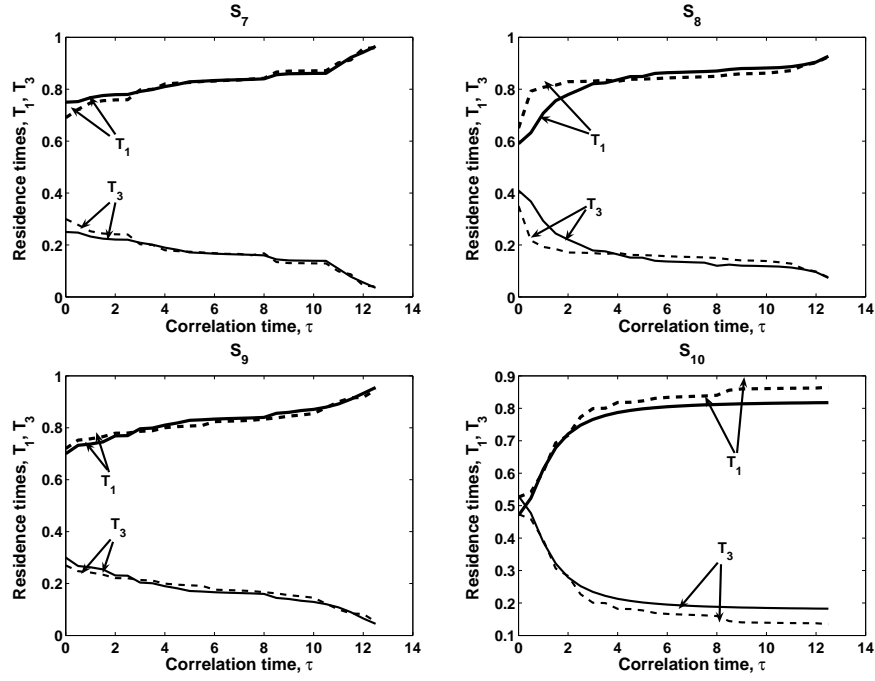 S₇
Residence times, T₁, T₃
1
0.8
0.6
0.4
0.2
0
T₁
T₃
0 2 4 6 8 10 12 14
Correlation time, τ
S₈
Residence times, T₁, T₃
1
0.8
0.6
0.4
0.2
0
T₁
T₃
0 2 4 6 8 10 12 14
Correlation time, τ
S₉
Residence times, T₁, T₃
1
0.8
0.6
0.4
0.2
0
T₁
T₃
0 2 4 6 8 10 12 14
Correlation time, τ
S₁₀
Residence times, T₁, T₃
0.9
0.8
0.7
0.6
0.5
0.4
0.3
0.2
0.1
T₁
T₃
0 2 4 6 8 10 12 14
Correlation time, τ